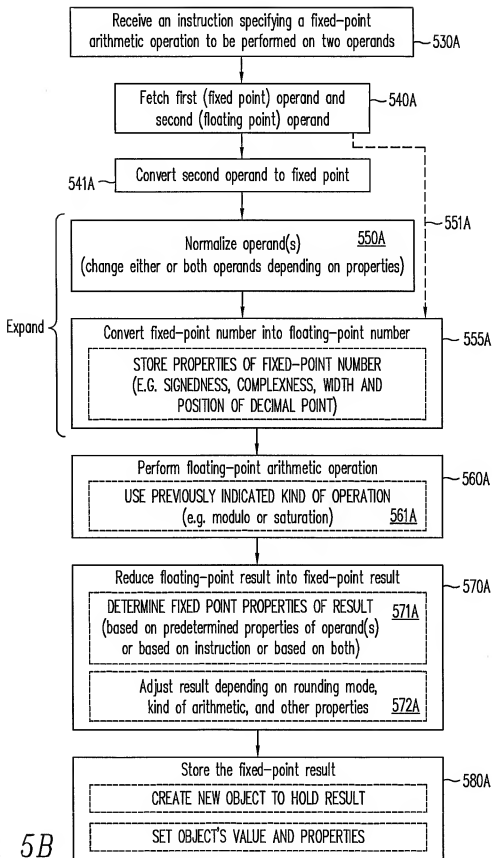 Receive an instruction specifying a fixed-point
arithmetic operation to be performed on two operands
530A
Fetch first (fixed point) operand and
second (floating point) operand
540A
541A
Convert second operand to fixed point
551A
Expand
Normalize operand(s)
550A
(change either or both operands depending on properties)
Convert fixed-point number into floating-point number
555A
STORE PROPERTIES OF FIXED-POINT NUMBER
(E.G. SIGNEDNESS, COMPLEXNESS, WIDTH AND
POSITION OF DECIMAL POINT)
Perform floating-point arithmetic operation
560A
USE PREVIOUSLY INDICATED KIND OF OPERATION
(e.g. modulo or saturation)
561A
Reduce floating-point result into fixed-point result
570A
DETERMINE FIXED POINT PROPERTIES OF RESULT
571A
(based on predetermined properties of operand(s)
or based on instruction or based on both)
Adjust result depending on rounding mode,
kind of arithmetic, and other properties
572A
Store the fixed-point result
580A
CREATE NEW OBJECT TO HOLD RESULT
SET OBJECT'S VALUE AND PROPERTIES
5B